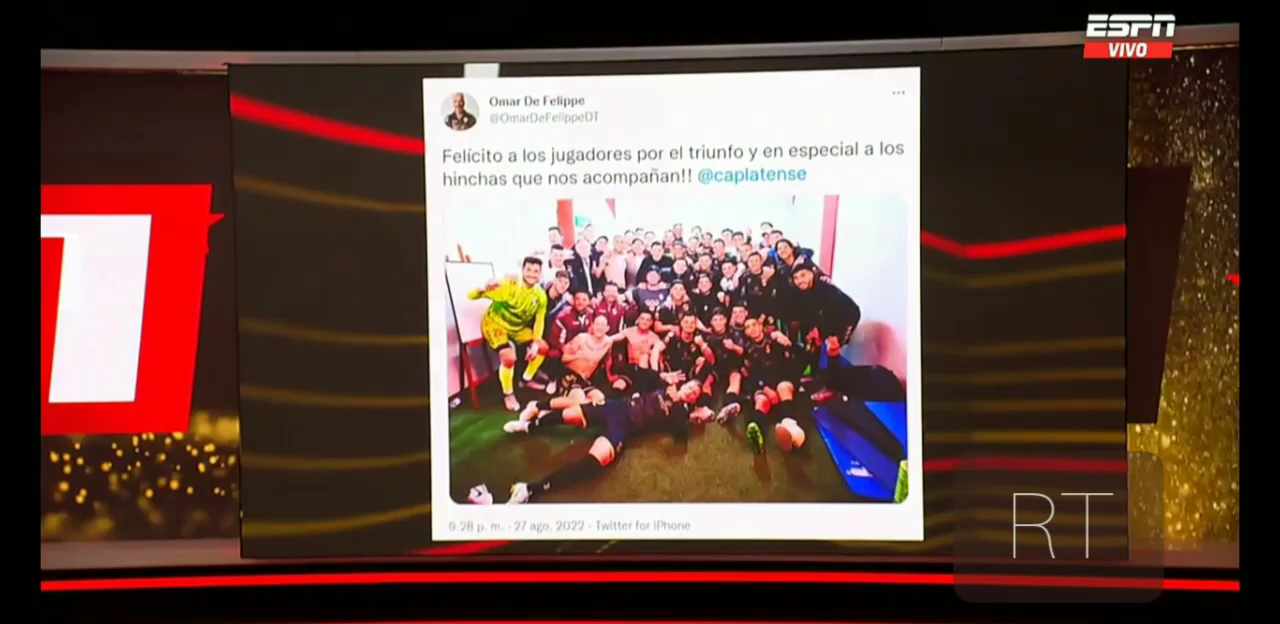 ESPN
VIVO
Omar De Felippe
@OmarDeFelippeDT
Felícito a los jugadores por el triunfo y en especial a los
hinchas que nos acompañan!! @caplatense
9:28 p. m. · 27 ago. 2022 · Twitter for iPhone
RT